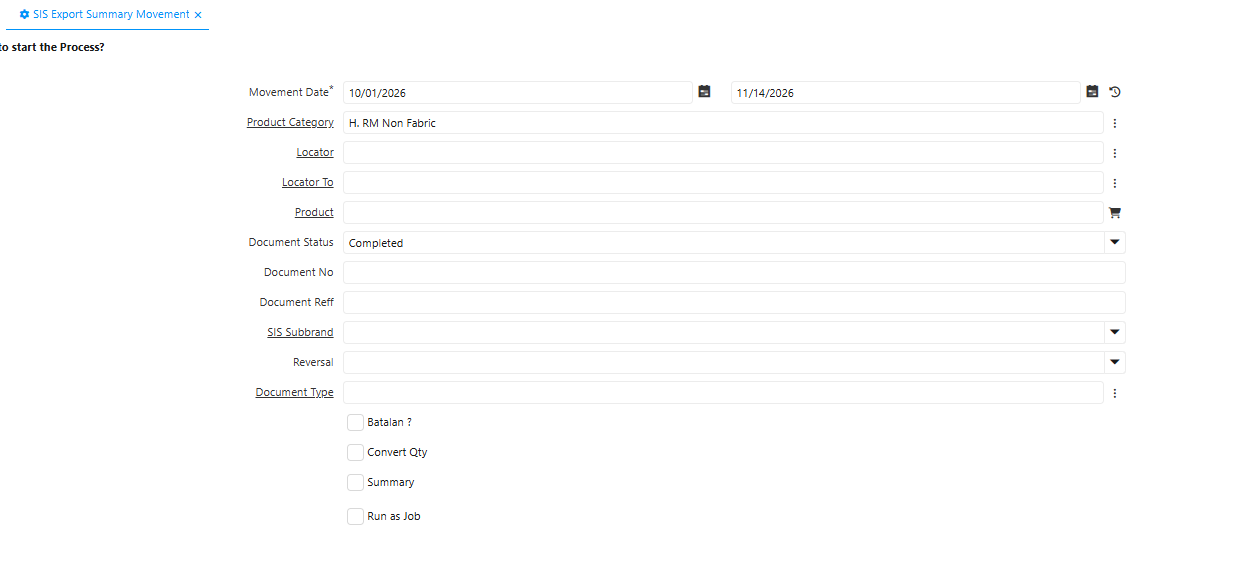 SIS Export Summary Movement ×
to start the Process?
Movement Date* 10/01/2026 11/14/2026
Product Category H. RM Non Fabric
Locator
Locator To
Product
Document Status Completed
Document No
Document Reff
SIS Subbrand
Reversal
Document Type
Batalan ?
Convert Qty
Summary
Run as Job